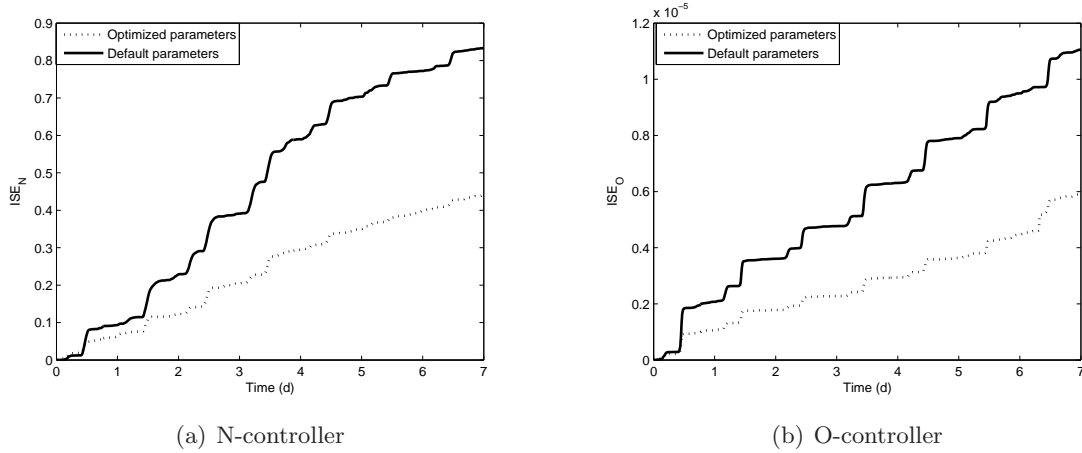 Optimized parameters
Default parameters
0.9
0.8
0.7
0.6
0.5
0.4
0.3
0.2
0.1
0
ISE_N
0 1 2 3 4 5 6 7
Time (d)
(a) N-controller
x 10^-5
Optimized parameters
Default parameters
1.2
1
0.8
0.6
0.4
0.2
0
ISE_O
0 1 2 3 4 5 6 7
Time (d)
(b) O-controller